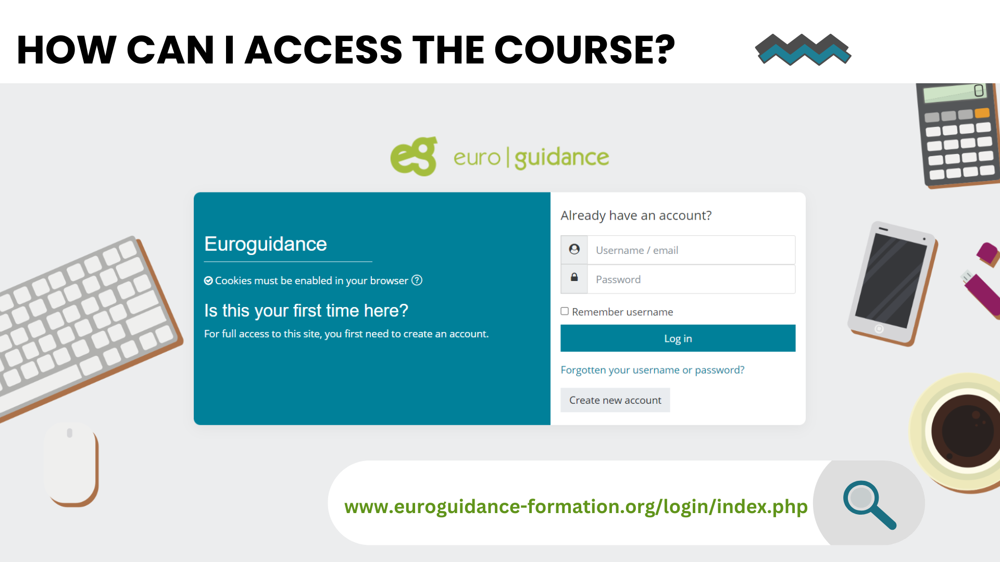 HOW CAN I ACCESS THE COURSE?
0
eg euro | guidance
Euroguidance
Cookies must be enabled in your browser ?
Is this your first time here?
For full access to this site, you first need to create an account.
Already have an account?
Username / email
Password
Remember username
Log in
Forgotten your username or password?
Create new account
www.euroguidance-formation.org/login/index.php